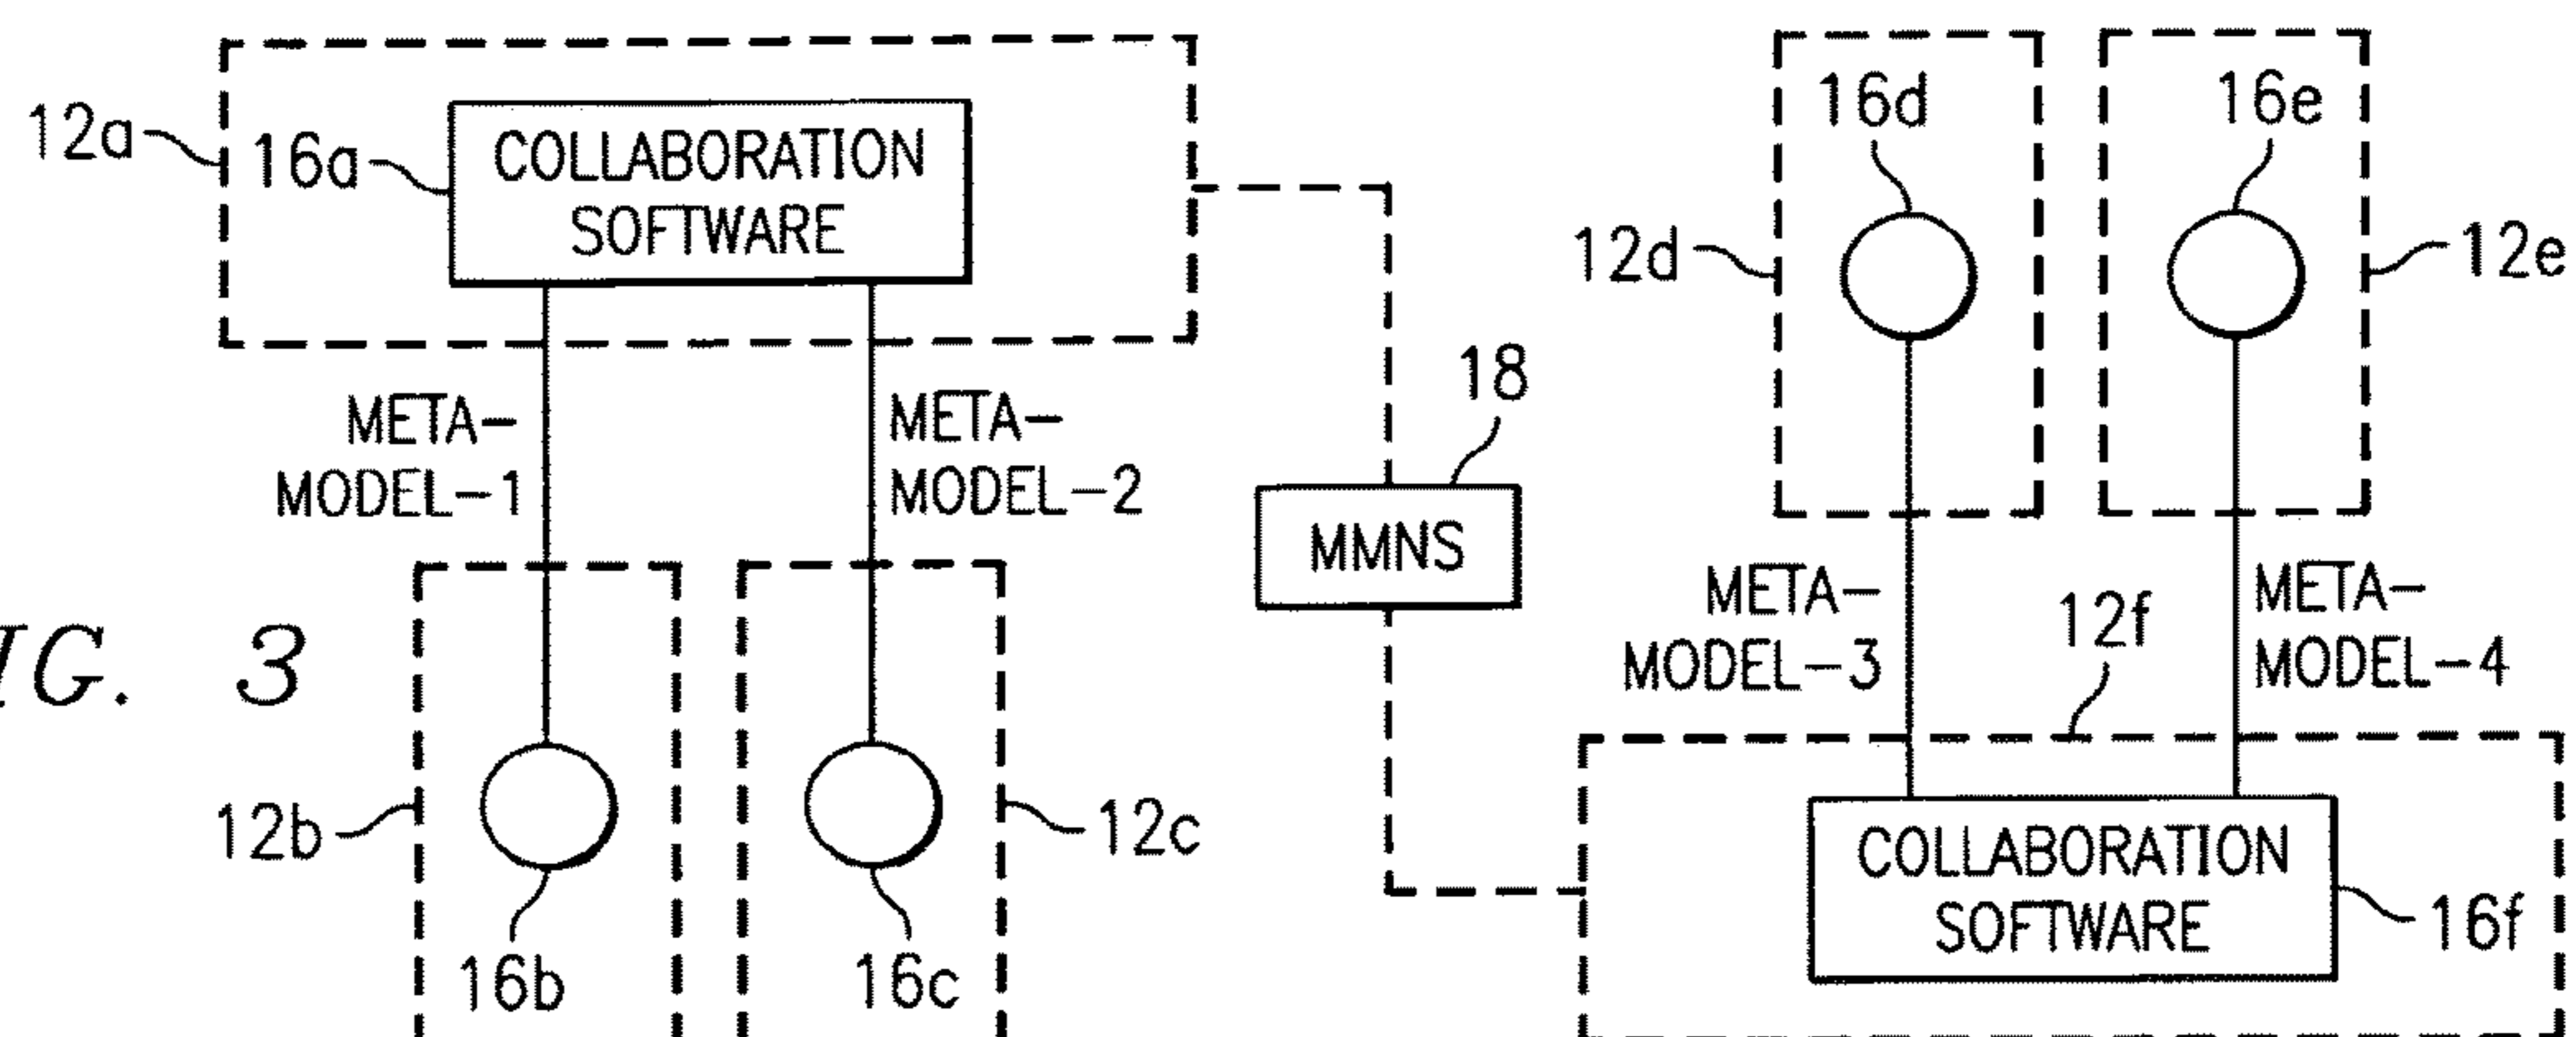 12a
16a
COLLABORATION
SOFTWARE
16d
16e
12d
12e
META-
MODEL-1
META-
MODEL-2
18
MMNS
META-
MODEL-3
12f
META-
MODEL-4
IG. 3
12b
12c
16b
16c
COLLABORATION
SOFTWARE
16f